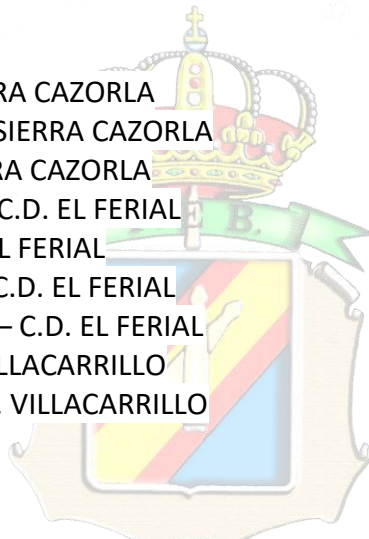 RA CAZORLA
SIERRA CAZORLA
RA CAZORLA
C.D. EL FERIAL
L FERIAL
C.D. EL FERIAL
– C.D. EL FERIAL
LLACARRILLO
. VILLACARRILLO
E. B.